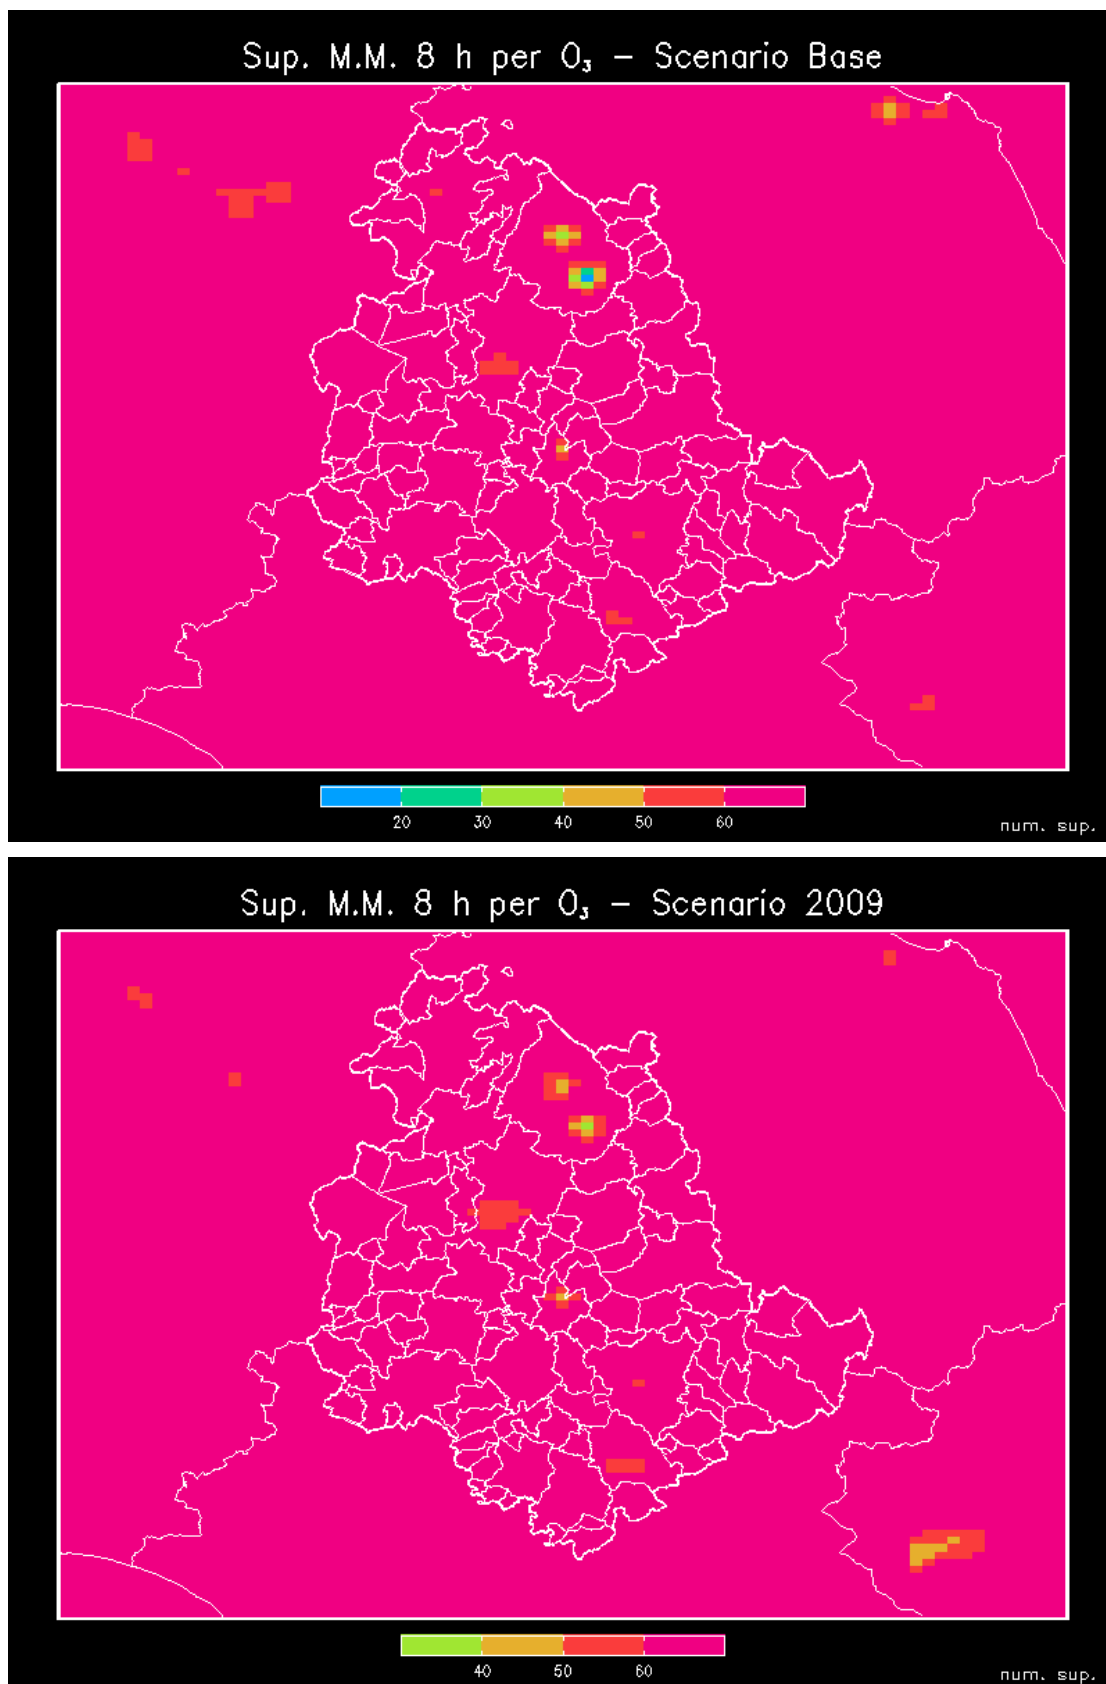 Sup. M.M. 8 h per O₃ – Scenario Base
20 30 40 50 60
num. sup.
Sup. M.M. 8 h per O₃ – Scenario 2009
40 50 60
num. sup.